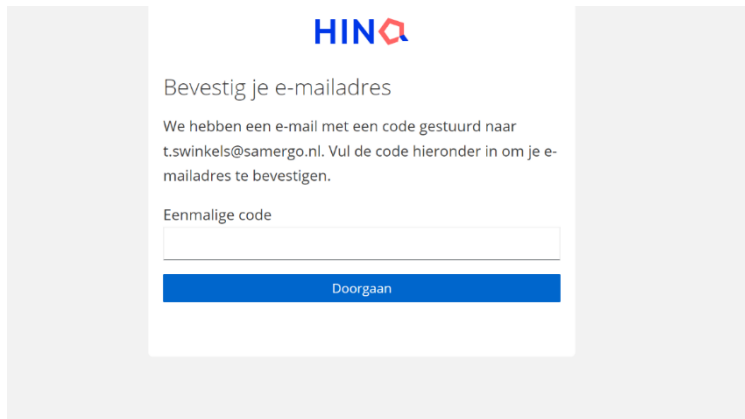 HINQ
Bevestig je e-mailadres
We hebben een e-mail met een code gestuurd naar
t.swinkels@samergo.nl. Vul de code hieronder in om je e-
mailadres te bevestigen.
Eenmalige code
Doorgaan